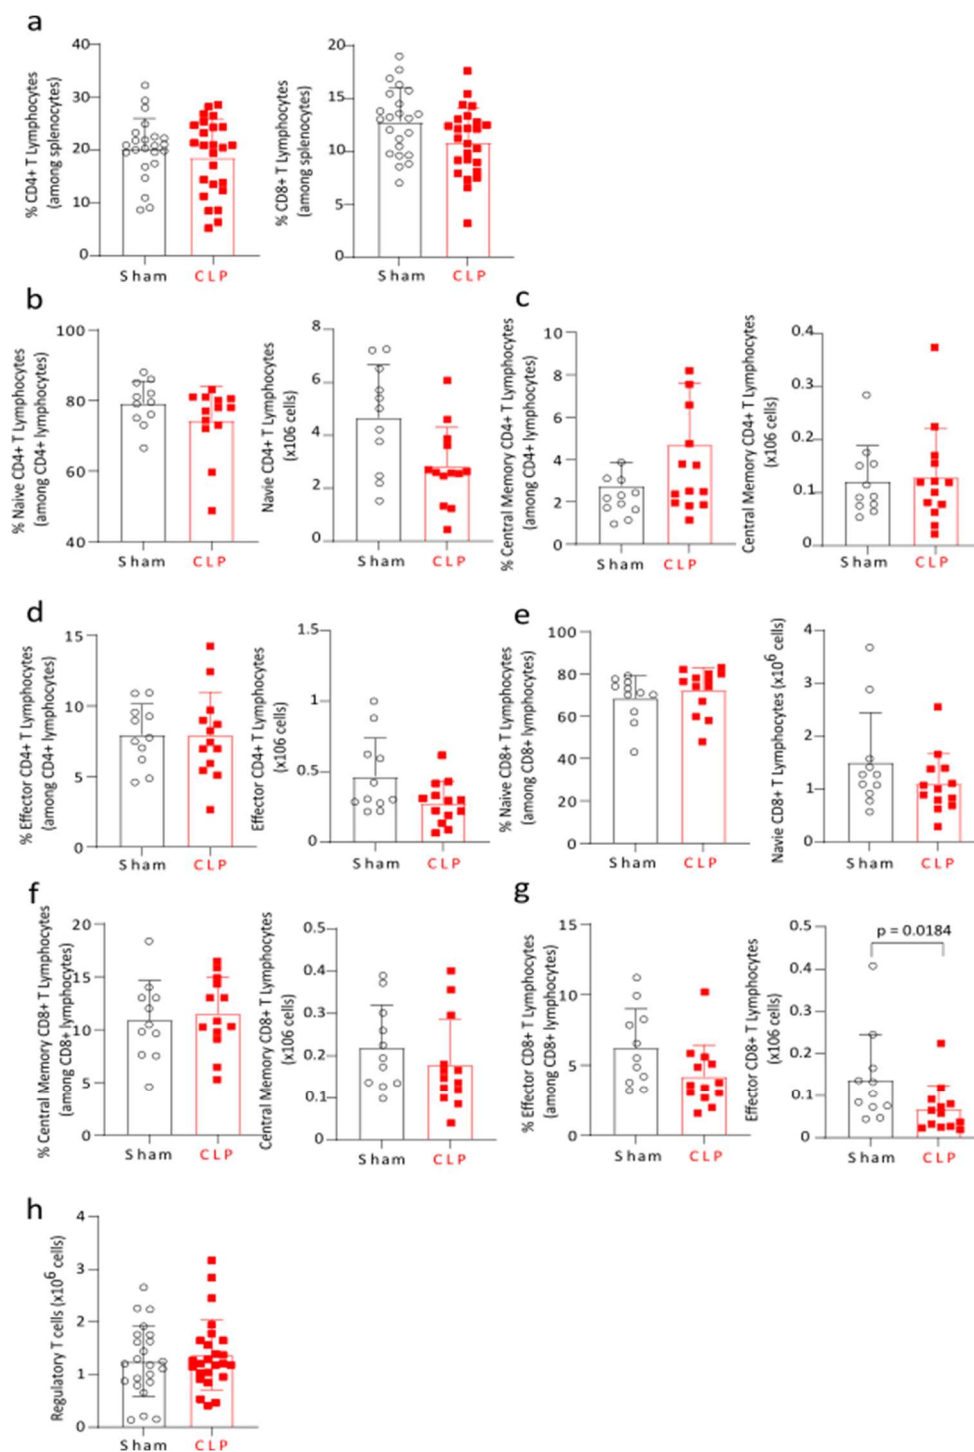 a
% CD4+ T Lymphocytes
(among splenocytes)
40
30
20
10
0
Sham
CLP
% CD8+ T Lymphocytes
(among splenocytes)
20
15
10
5
0
Sham
CLP
b
% Naive CD4+ T Lymphocytes
(among CD4+ lymphocytes)
100
80
60
40
Sham
CLP
Navie CD4+ T Lymphocytes
(x106 cells)
8
6
4
2
0
Sham
CLP
c
% Central Memory CD4+ T Lymphocytes
(among CD4+ lymphocytes)
10
8
6
4
2
0
Sham
CLP
Central Memory CD4+ T Lymphocytes
(x106 cells)
0.4
0.3
0.2
0.1
0
Sham
CLP
d
% Effector CD4+ T Lymphocytes
(among CD4+ lymphocytes)
15
10
5
0
Sham
CLP
Effector CD4+ T Lymphocytes
(x106 cells)
1.5
1
0.5
0
Sham
CLP
e
% Naive CD8+ T Lymphocytes
(among CD8+ lymphocytes)
100
80
60
40
20
0
Sham
CLP
Navie CD8+ T Lymphocytes (x10⁶ cells)
4
3
2
1
0
Sham
CLP
f
% Central Memory CD8+ T Lymphocytes
(among CD8+ lymphocytes)
20
15
10
5
0
Sham
CLP
Central Memory CD8+ T Lymphocytes
(x106 cells)
0.5
0.4
0.3
0.2
0.1
0
Sham
CLP
g
% Effector CD8+ T Lymphocytes
(among CD8+ lymphocytes)
15
10
5
0
Sham
CLP
Effector CD8+ T Lymphocytes
(x106 cells)
0.5
0.4
0.3
0.2
0.1
0
p = 0.0184
Sham
CLP
h
Regulatory T cells (x10⁶ cells)
4
3
2
1
0
Sham
CLP